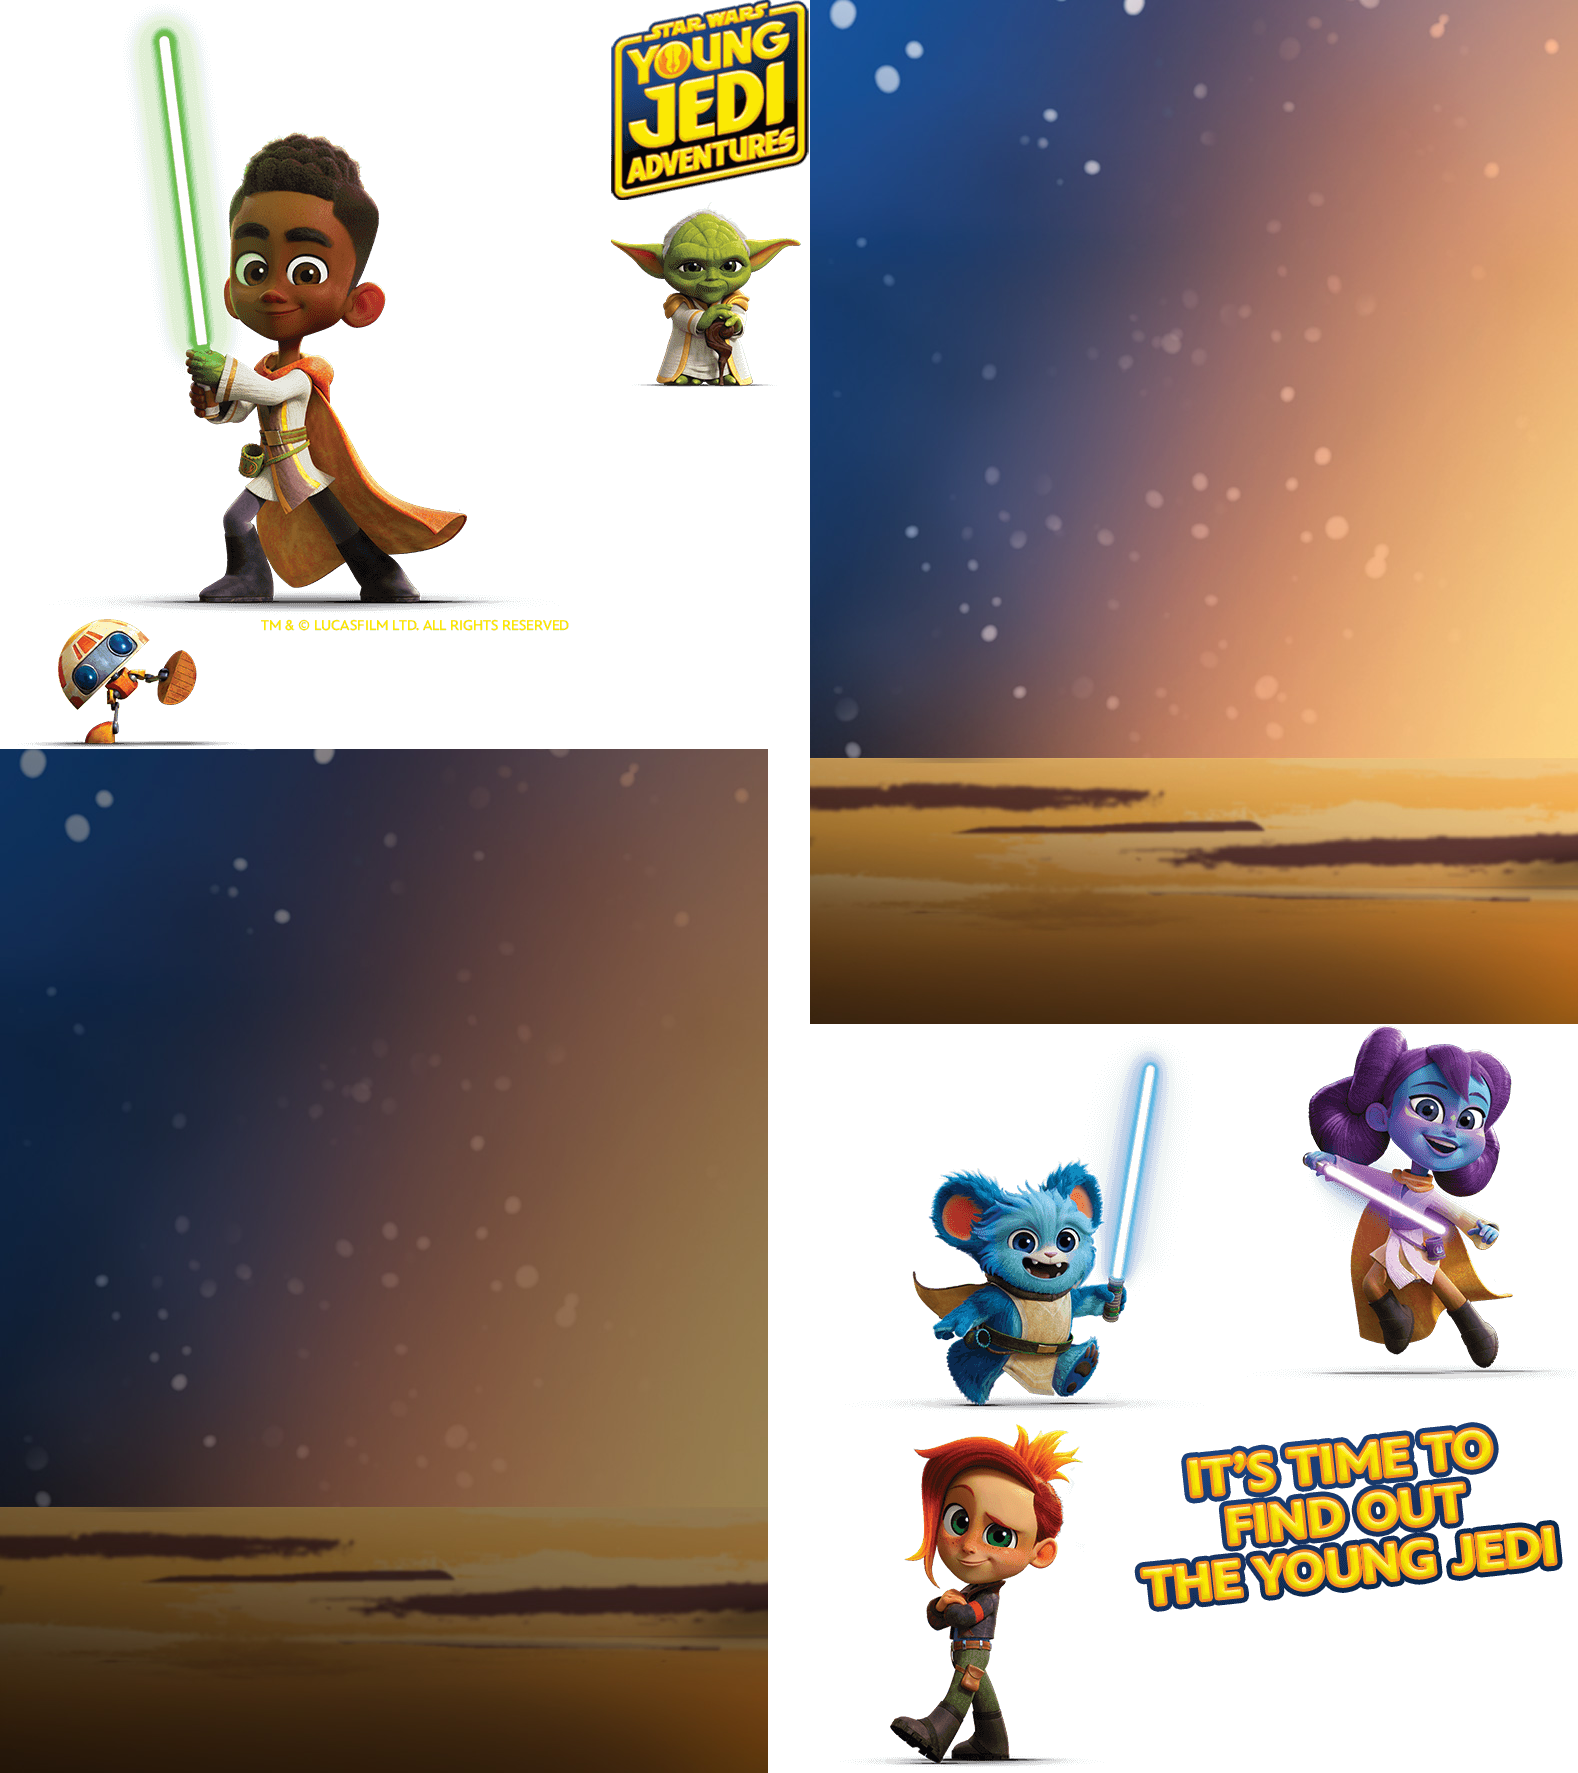 STAR WARS
YOUNG
JEDI
ADVENTURES
TM & © LUCASFILM LTD. ALL RIGHTS RESERVED
IT'S TIME TO
FIND OUT
THE YOUNG JEDI